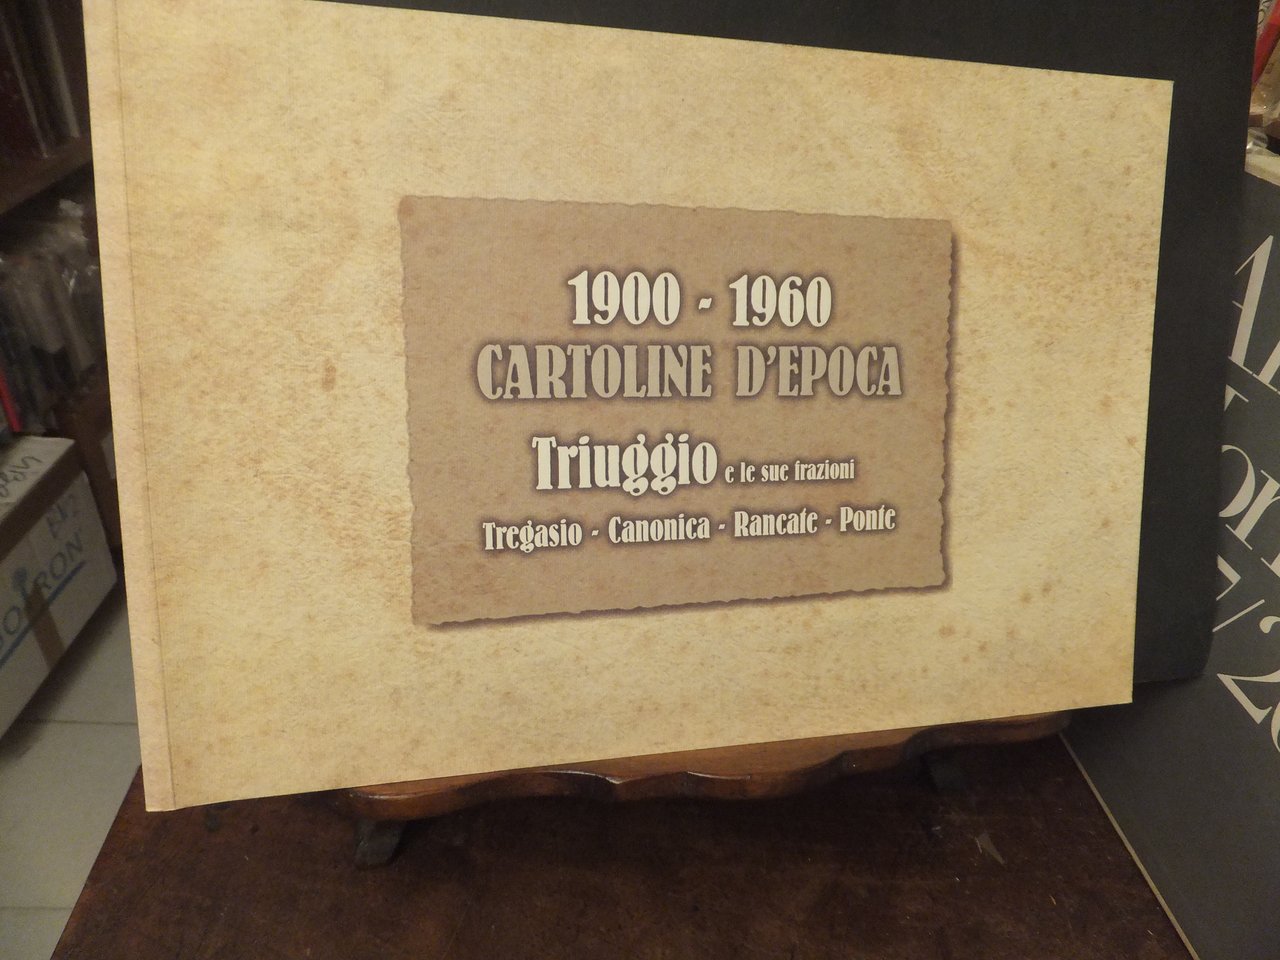 1900 - 1960
CARTOLINE D'EPOCA
Triuggio e le sue frazioni
Tregasio - Canonica - Rancate - Ponte